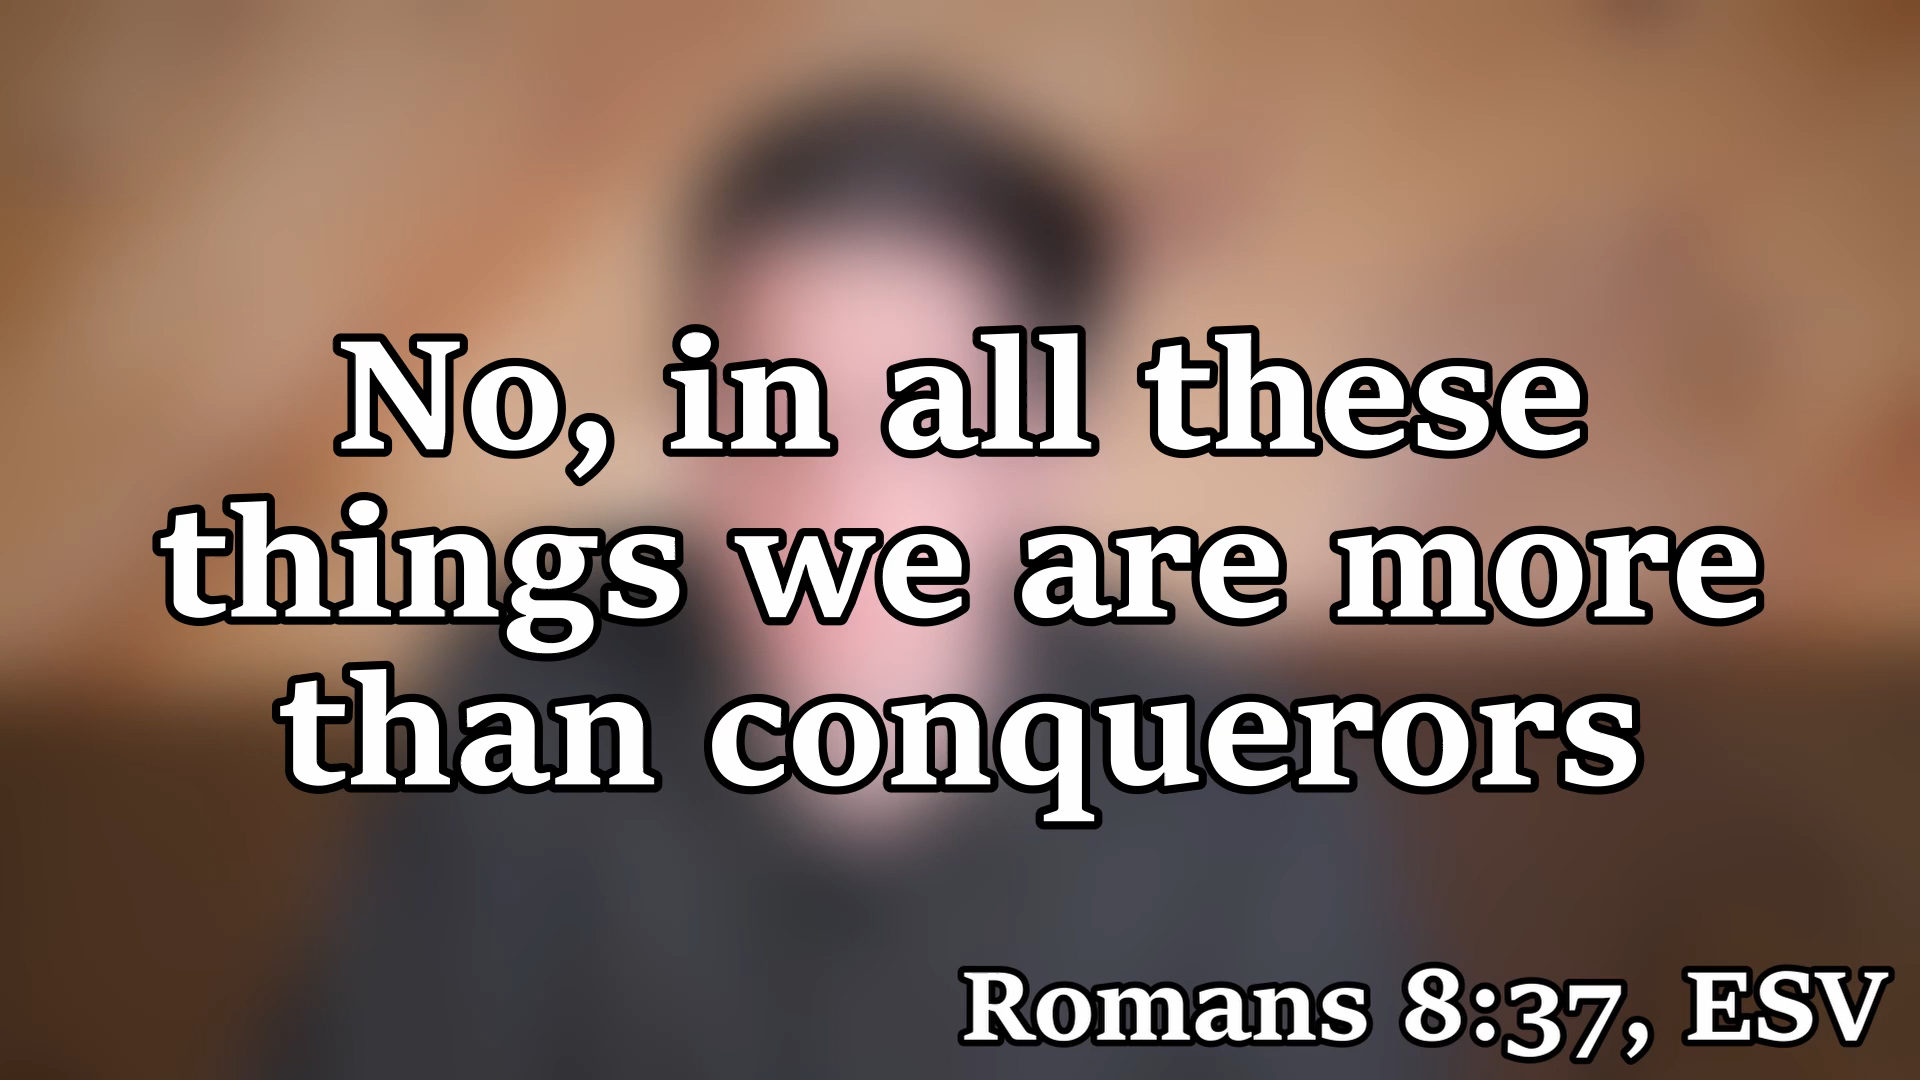 No, in all these
things we are more
than conquerors
Romans 8:37, ESV